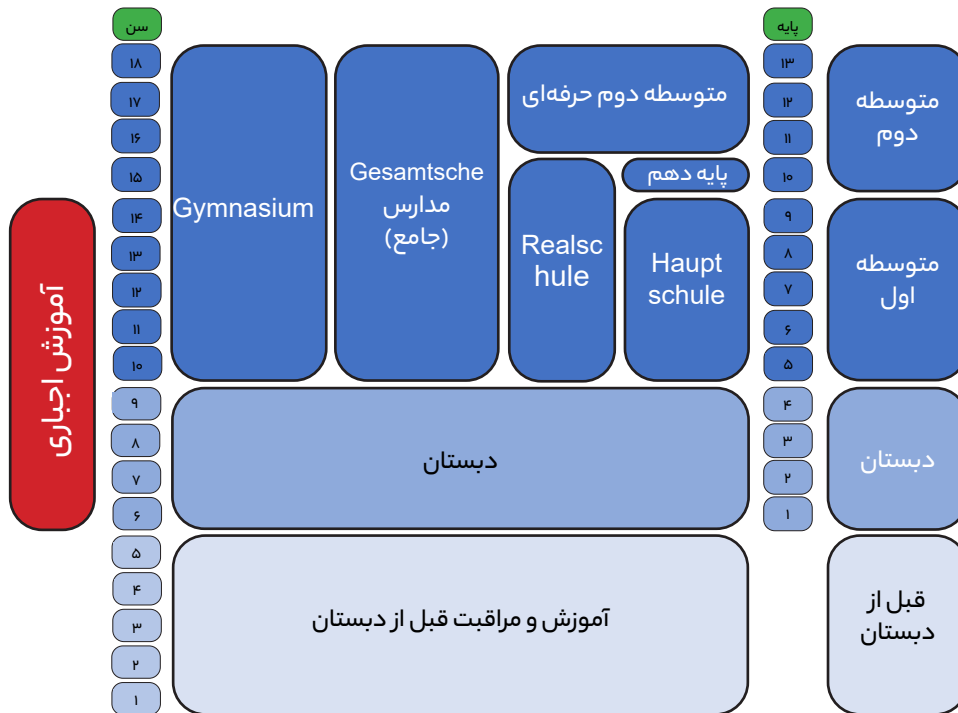 متوسطه
دوم
متوسطه
اول
دبستان
قبل از
دبستان
پایه
۱۳
۱۲
۱۱
۱۰
۹
۸
۷
۶
۵
۴
۳
۲
۱
متوسطه دوم حرفه‌ای
پایه دهم
Haupt
schule
Realsc
hule
Gesamtsche
مدارس
(جامع)
Gymnasium
دبستان
آموزش و مراقبت قبل از دبستان
سن
۱۸
۱۷
۱۶
۱۵
۱۴
۱۳
۱۲
۱۱
۱۰
۹
۸
۷
۶
۵
۴
۳
۲
۱
آموزش اجباری